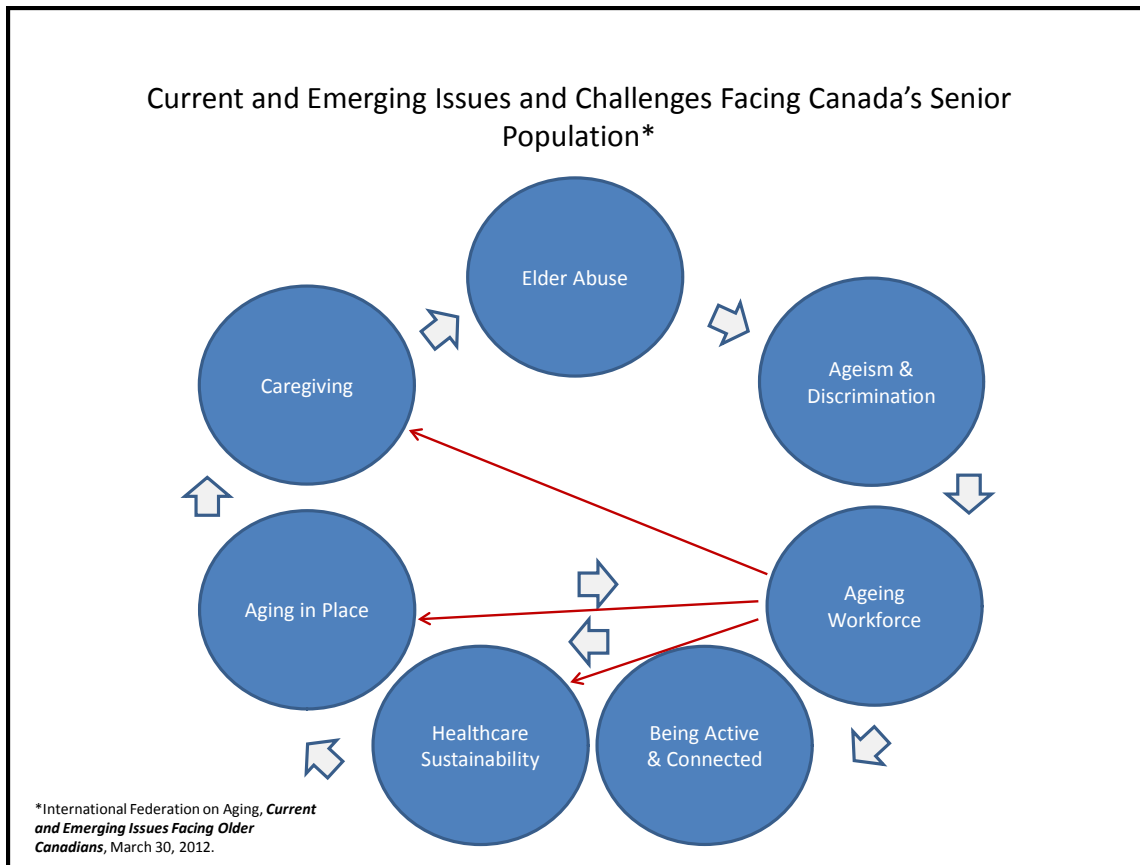 Current and Emerging Issues and Challenges Facing Canada’s Senior
Population*
Elder Abuse
Ageism &
Discrimination
Caregiving
Ageing
Workforce
Aging in Place
Healthcare
Sustainability
Being Active
& Connected
*International Federation on Aging, Current
and Emerging Issues Facing Older
Canadians, March 30, 2012.